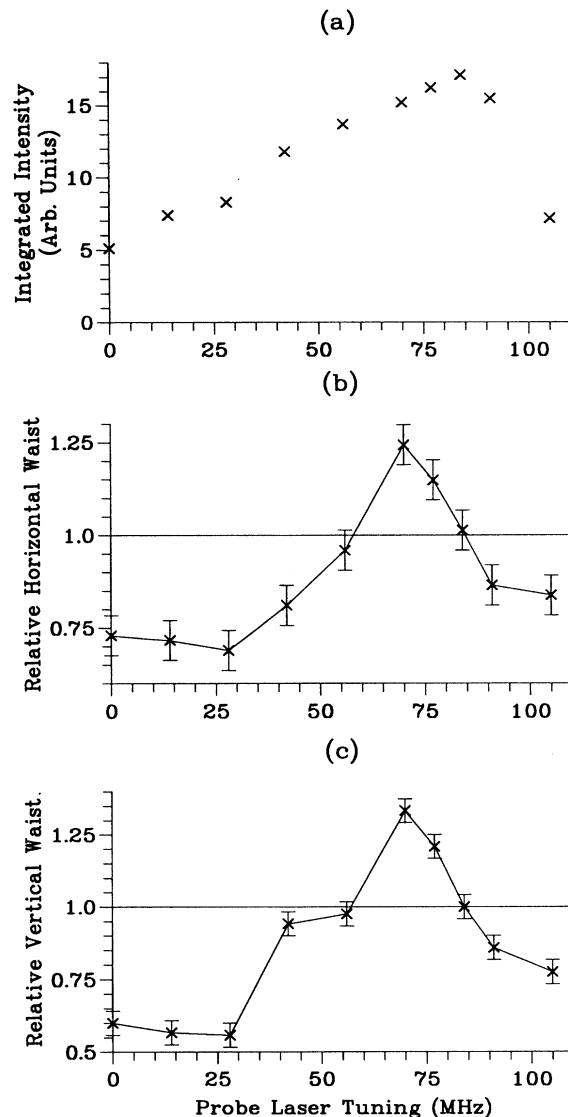 (a)
Integrated Intensity
(Arb. Units)
15
10
5
0
0 25 50 75 100
(b)
Relative Horizontal Waist
1.25
1.0
0.75
0 25 50 75 100
(c)
Relative Vertical Waist.
1.25
1.0
0.75
0.5
0 25 50 75 100
Probe Laser Tuning (MHz)